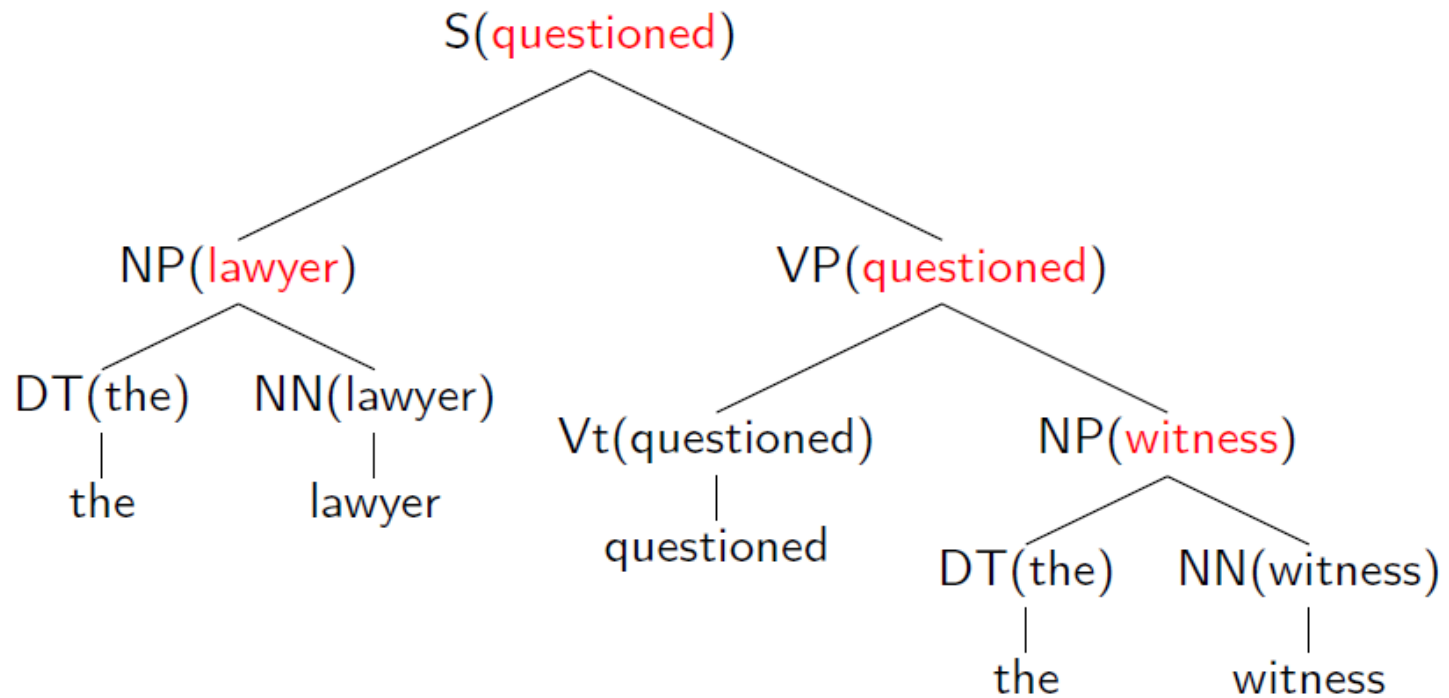 S(questioned)
NP(lawyer) VP(questioned)
DT(the) NN(lawyer)
Vt(questioned) NP(witness)
the lawyer
questioned
DT(the) NN(witness)
the witness